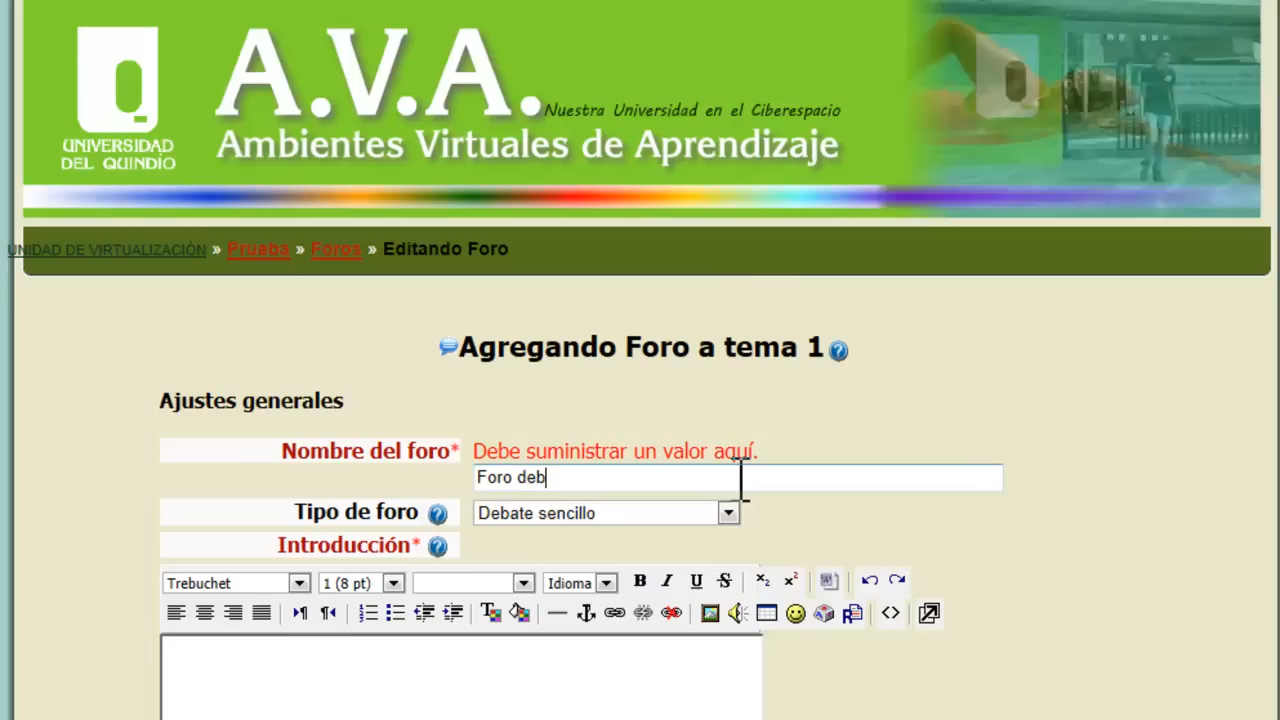 UNIVERSIDAD
DEL QUINDÍO
A.V.A.
Nuestra Universidad en el Ciberespacio
Ambientes Virtuales de Aprendizaje
UNIDAD DE VIRTUALIZACIÓN » Prueba » Foros » Editando Foro
Agregando Foro a tema 1
Ajustes generales
Nombre del foro* Debe suministrar un valor aquí.
Foro deb
Tipo de foro Debate sencillo
Introducción*
Trebuchet 1 (8 pt) Idioma B I U S x₂ x²